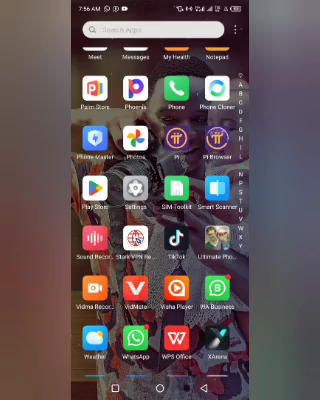 7:56 AM
Search apps
Meet Messages My Health Notepad
Palm Store Phoenix Phone Phone Cloner
Phone Master Photos Pi Pi Browser
Play Store Settings SIM Toolkit Smart Scanner
Sound Recor... Stark VPN Re... TikTok Ultimate Pho...
Vidma Recor... VidMate Visha Player WA Business
Weather WhatsApp WPS Office XArena
A
B
C
D
E
F
G
H
I
L
N
P
S
T
U
V
W
X
Y